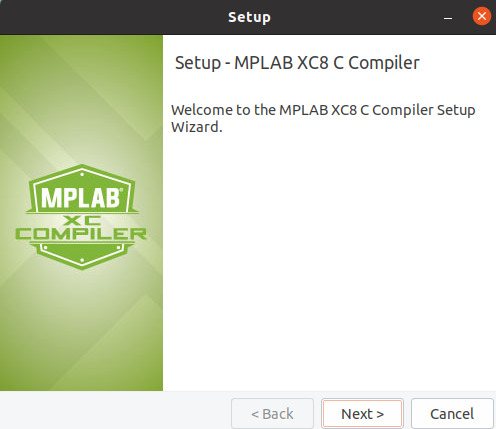 Setup
Setup - MPLAB XC8 C Compiler
Welcome to the MPLAB XC8 C Compiler Setup
Wizard.
MPLAB®
XC
COMPILER
< Back
Next >
Cancel